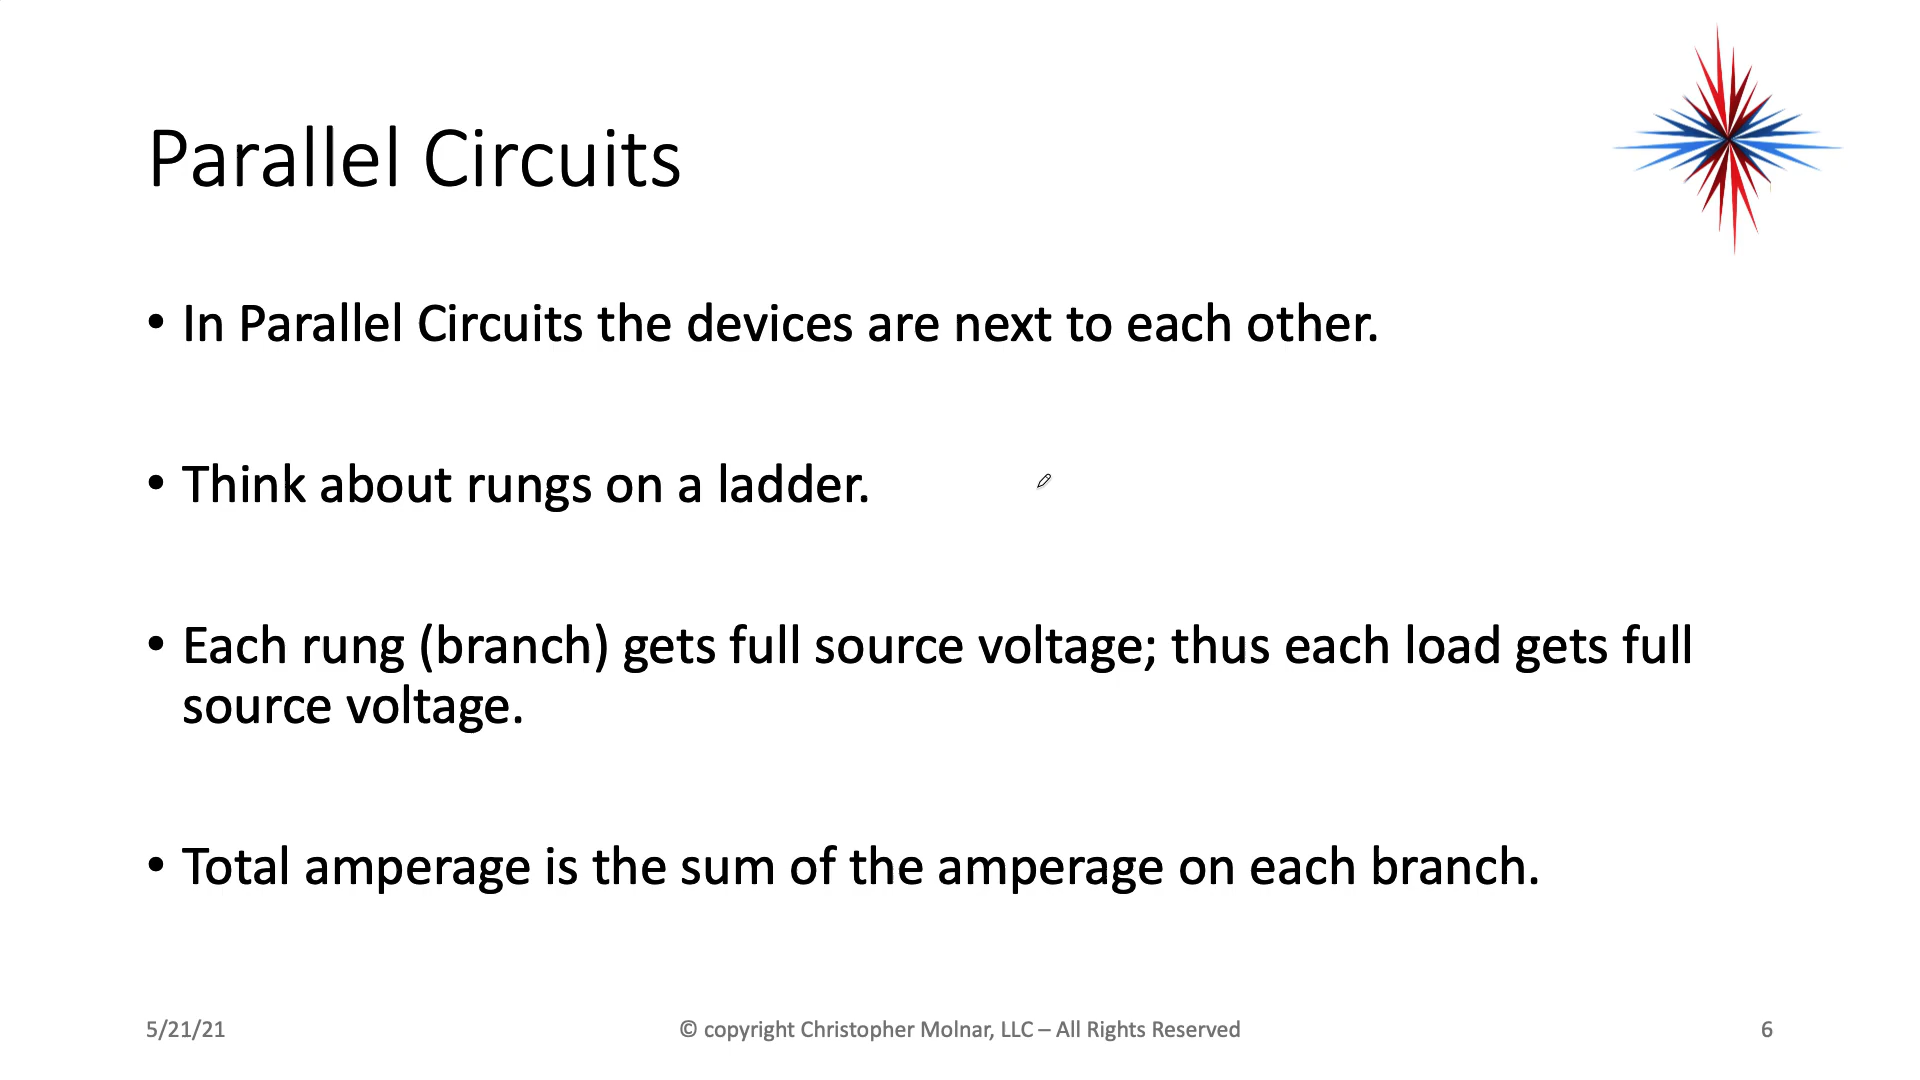 Parallel Circuits
• In Parallel Circuits the devices are next to each other.
• Think about rungs on a ladder.
• Each rung (branch) gets full source voltage; thus each load gets full
source voltage.
• Total amperage is the sum of the amperage on each branch.
5/21/21
© copyright Christopher Molnar, LLC – All Rights Reserved
6